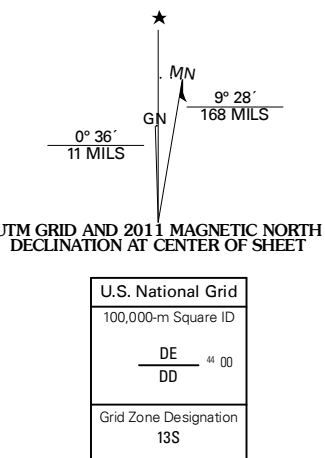 MN
GN
9° 28´
168 MILS
0° 36´
11 MILS
UTM GRID AND 2011 MAGNETIC NORTH
DECLINATION AT CENTER OF SHEET
U.S. National Grid
100,000-m Square ID
DE
44 00
DD
Grid Zone Designation
13S